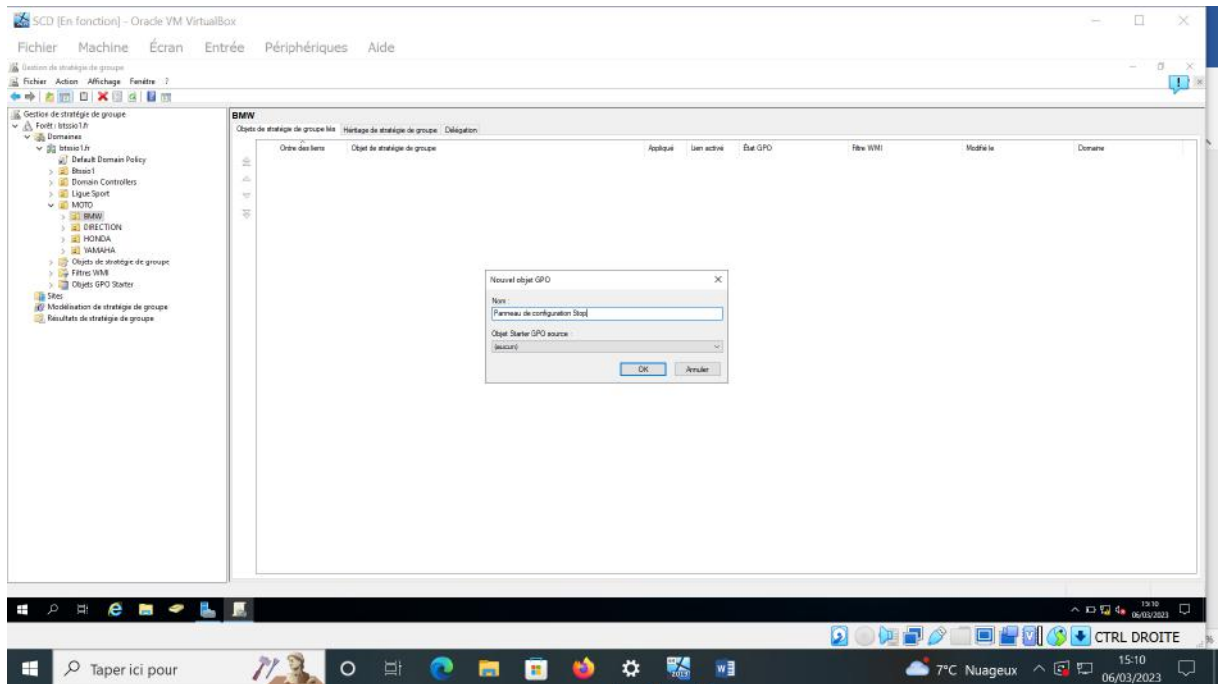 SCD [En fonction] - Oracle VM VirtualBox
Fichier Machine Écran Entrée Périphériques Aide
Gestion de stratégie de groupe
Fichier Action Affichage Fenêtre ?
Gestion de stratégie de groupe
Forêt : btssio1.fr
Domaines
btssio1.fr
Default Domain Policy
Btssio1
Domain Controllers
Ligue Sport
MOTO
BMW
DIRECTION
HONDA
YAMAHA
Objets de stratégie de groupe
Filtres WMI
Objets GPO Starter
Sites
Modélisation de stratégie de groupe
Résultats de stratégie de groupe
BMW
Objets de stratégie de groupe liés Héritage de stratégie de groupe Délégation
Ordre des liens Objet de stratégie de groupe Appliqué Lien activé État GPO Filtre WMI Modifié le Domaine
Nouvel objet GPO
Nom :
Panneau de configuration Stop
Objet Starter GPO source :
(aucun)
OK Annuler
15:10
06/03/2023
CTRL DROITE
Taper ici pour
7°C Nuageux
15:10
06/03/2023